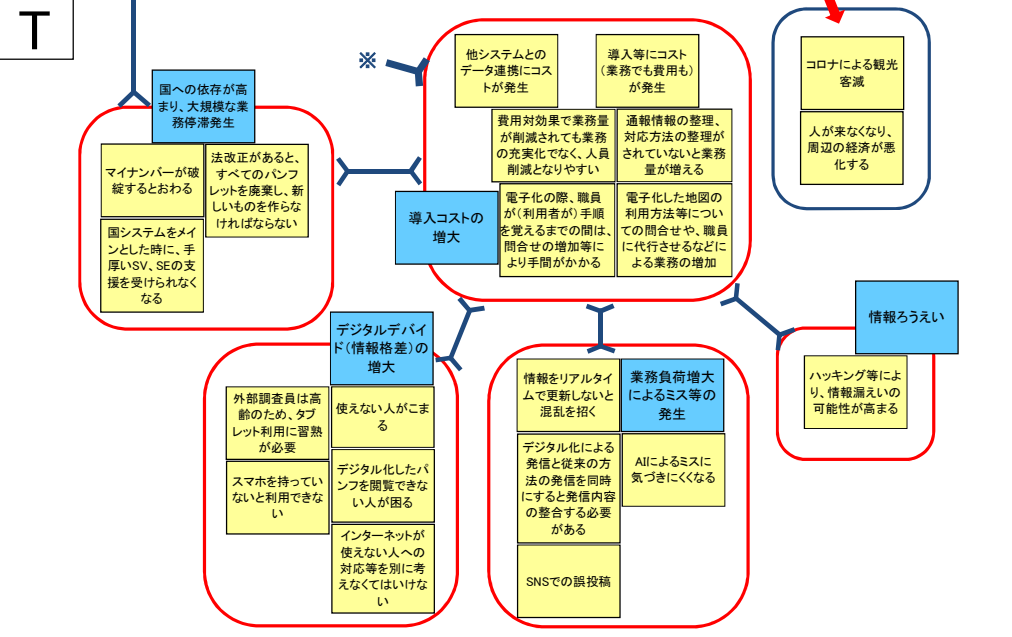 T
国への依存が高
まり、大規模な業
務停滞発生
マイナンバーが破
綻するとおわる
法改正があると、
すべてのパンフ
レットを廃棄し、新
しいものを作らな
ければならない
国システムをメイ
ンとした時に、手
厚いSV、SEの支
援を受けられなく
なる
※
他システムとの
データ連携にコス
トが発生
導入等にコスト
(業務でも費用も)
が発生
費用対効果で業務量
が削減されても業務
の充実化でなく、人員
削減となりやすい
通報情報の整理、
対応方法の整理が
されていないと業務
量が増える
導入コストの
増大
電子化の際、職員
が(利用者が)手順
を覚えるまでの間は、
問合せの増加等に
より手間がかかる
電子化した地図の
利用方法等につい
ての問合せや、職員
に代行させるなどに
よる業務の増加
コロナによる観光
客減
人が来なくなり、
周辺の経済が悪
化する
デジタルデバイ
ド(情報格差)の
増大
外部調査員は高
齢のため、タブ
レット利用に習熟
が必要
使えない人がこま
る
スマホを持ってい
ないと利用できな
い
デジタル化したパ
ンフを閲覧できな
い人が困る
インターネットが
使えない人への
対応等を別に考
えなくてはいけな
い
情報をリアルタイ
ムで更新しないと
混乱を招く
業務負荷増大
によるミス等の
発生
デジタル化による
発信と従来の方
法の発信を同時
にすると発信内容
の整合する必要
がある
AIによるミスに
気づきにくくなる
SNSでの誤投稿
情報ろうえい
ハッキング等によ
り、情報漏えいの
可能性が高まる